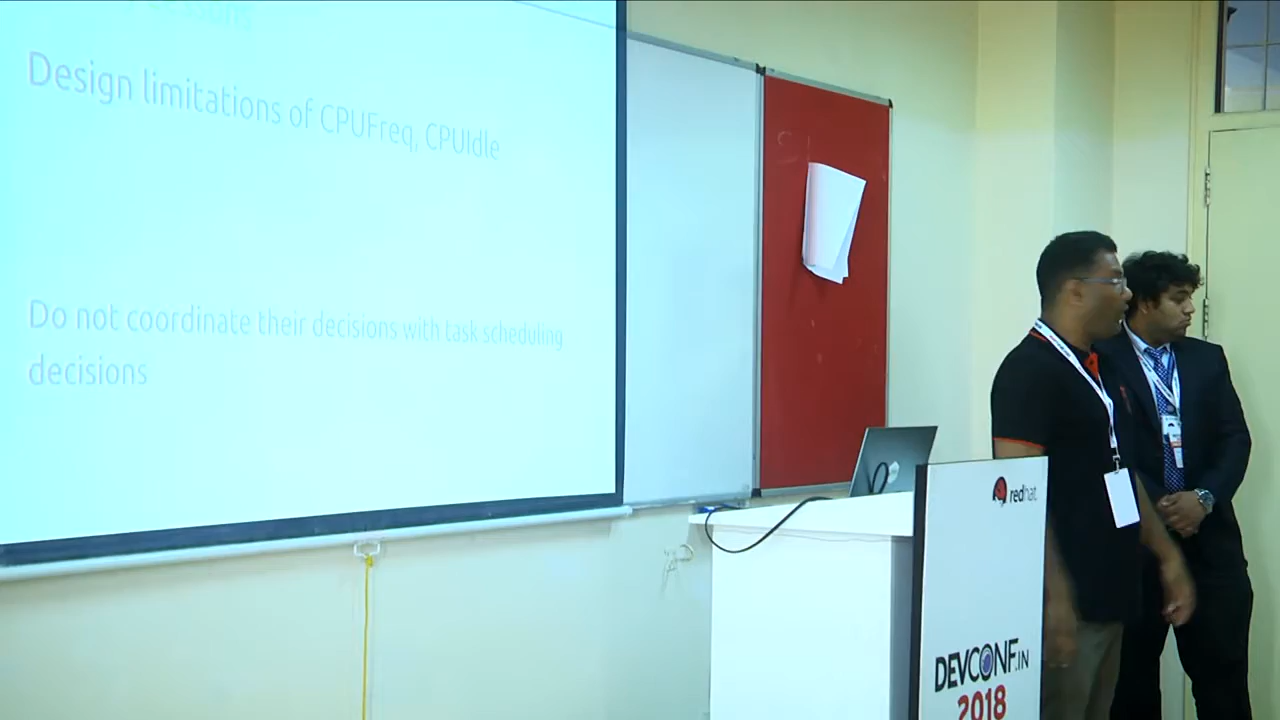 Design limitations of CPUFreq, CPUIdle
Do not coordinate their decisions with task scheduling
decisions
redhat.
DEVCONF.IN
2018